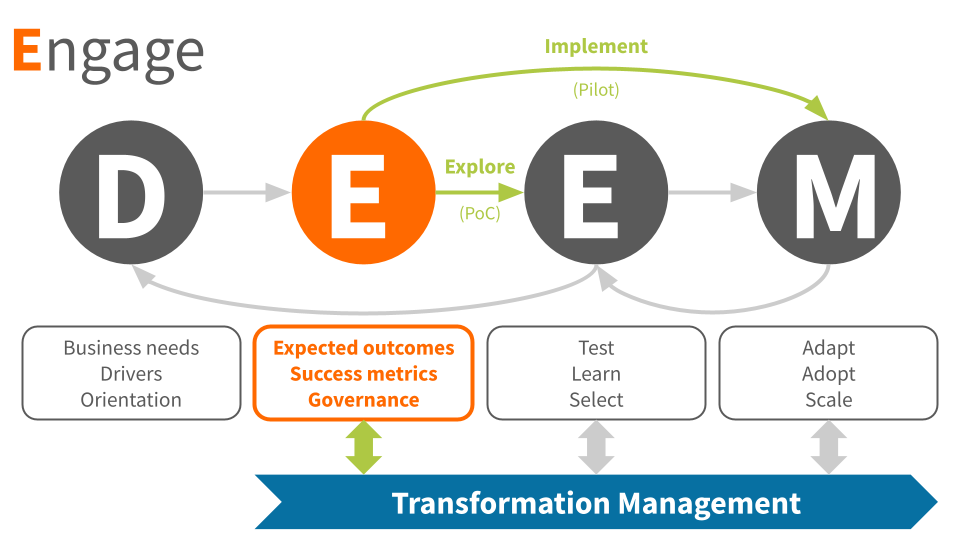 Engage
Implement
(Pilot)
D
E
Explore
(PoC)
E
M
Business needs
Drivers
Orientation
Expected outcomes
Success metrics
Governance
Test
Learn
Select
Adapt
Adopt
Scale
Transformation Management